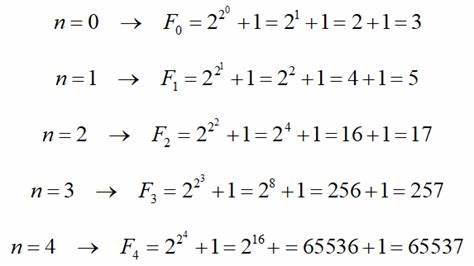 n = 0 → F₀ = 2^{2^0} + 1 = 2^1 + 1 = 2 + 1 = 3
n = 1 → F₁ = 2^{2^1} + 1 = 2^2 + 1 = 4 + 1 = 5
n = 2 → F₂ = 2^{2^2} + 1 = 2^4 + 1 = 16 + 1 = 17
n = 3 → F₃ = 2^{2^3} + 1 = 2^8 + 1 = 256 + 1 = 257
n = 4 → F₄ = 2^{2^4} + 1 = 2^{16} + = 65536 + 1 = 65537